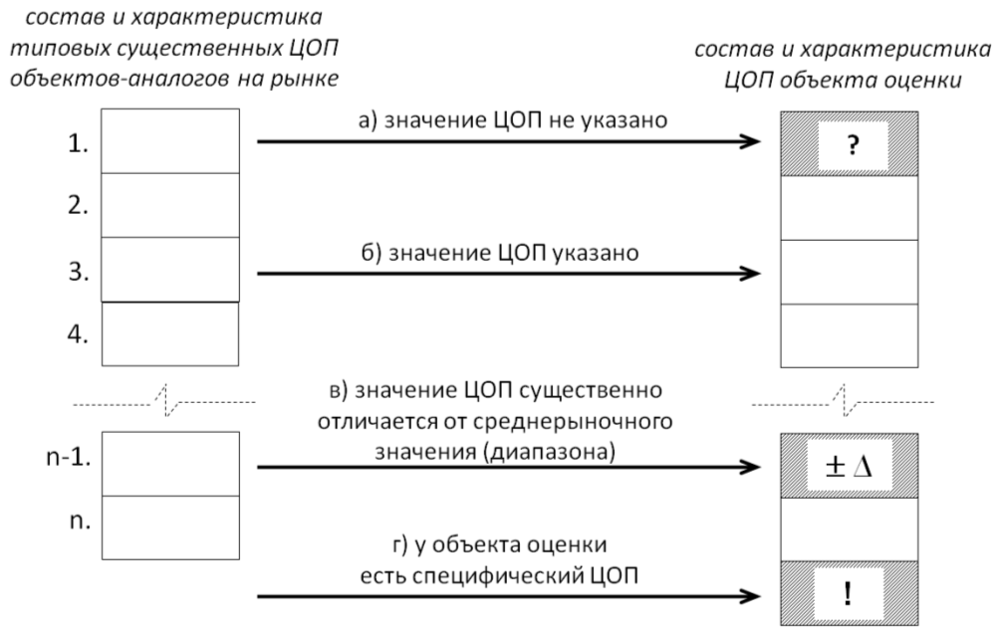 состав и характеристика
типовых существенных ЦОП
объектов-аналогов на рынке
состав и характеристика
ЦОП объекта оценки
а) значение ЦОП не указано
1.
?
2.
б) значение ЦОП указано
3.
4.
в) значение ЦОП существенно
отличается от среднерыночного
значения (диапазона)
n-1.
± Δ
n.
г) у объекта оценки
есть специфический ЦОП
!